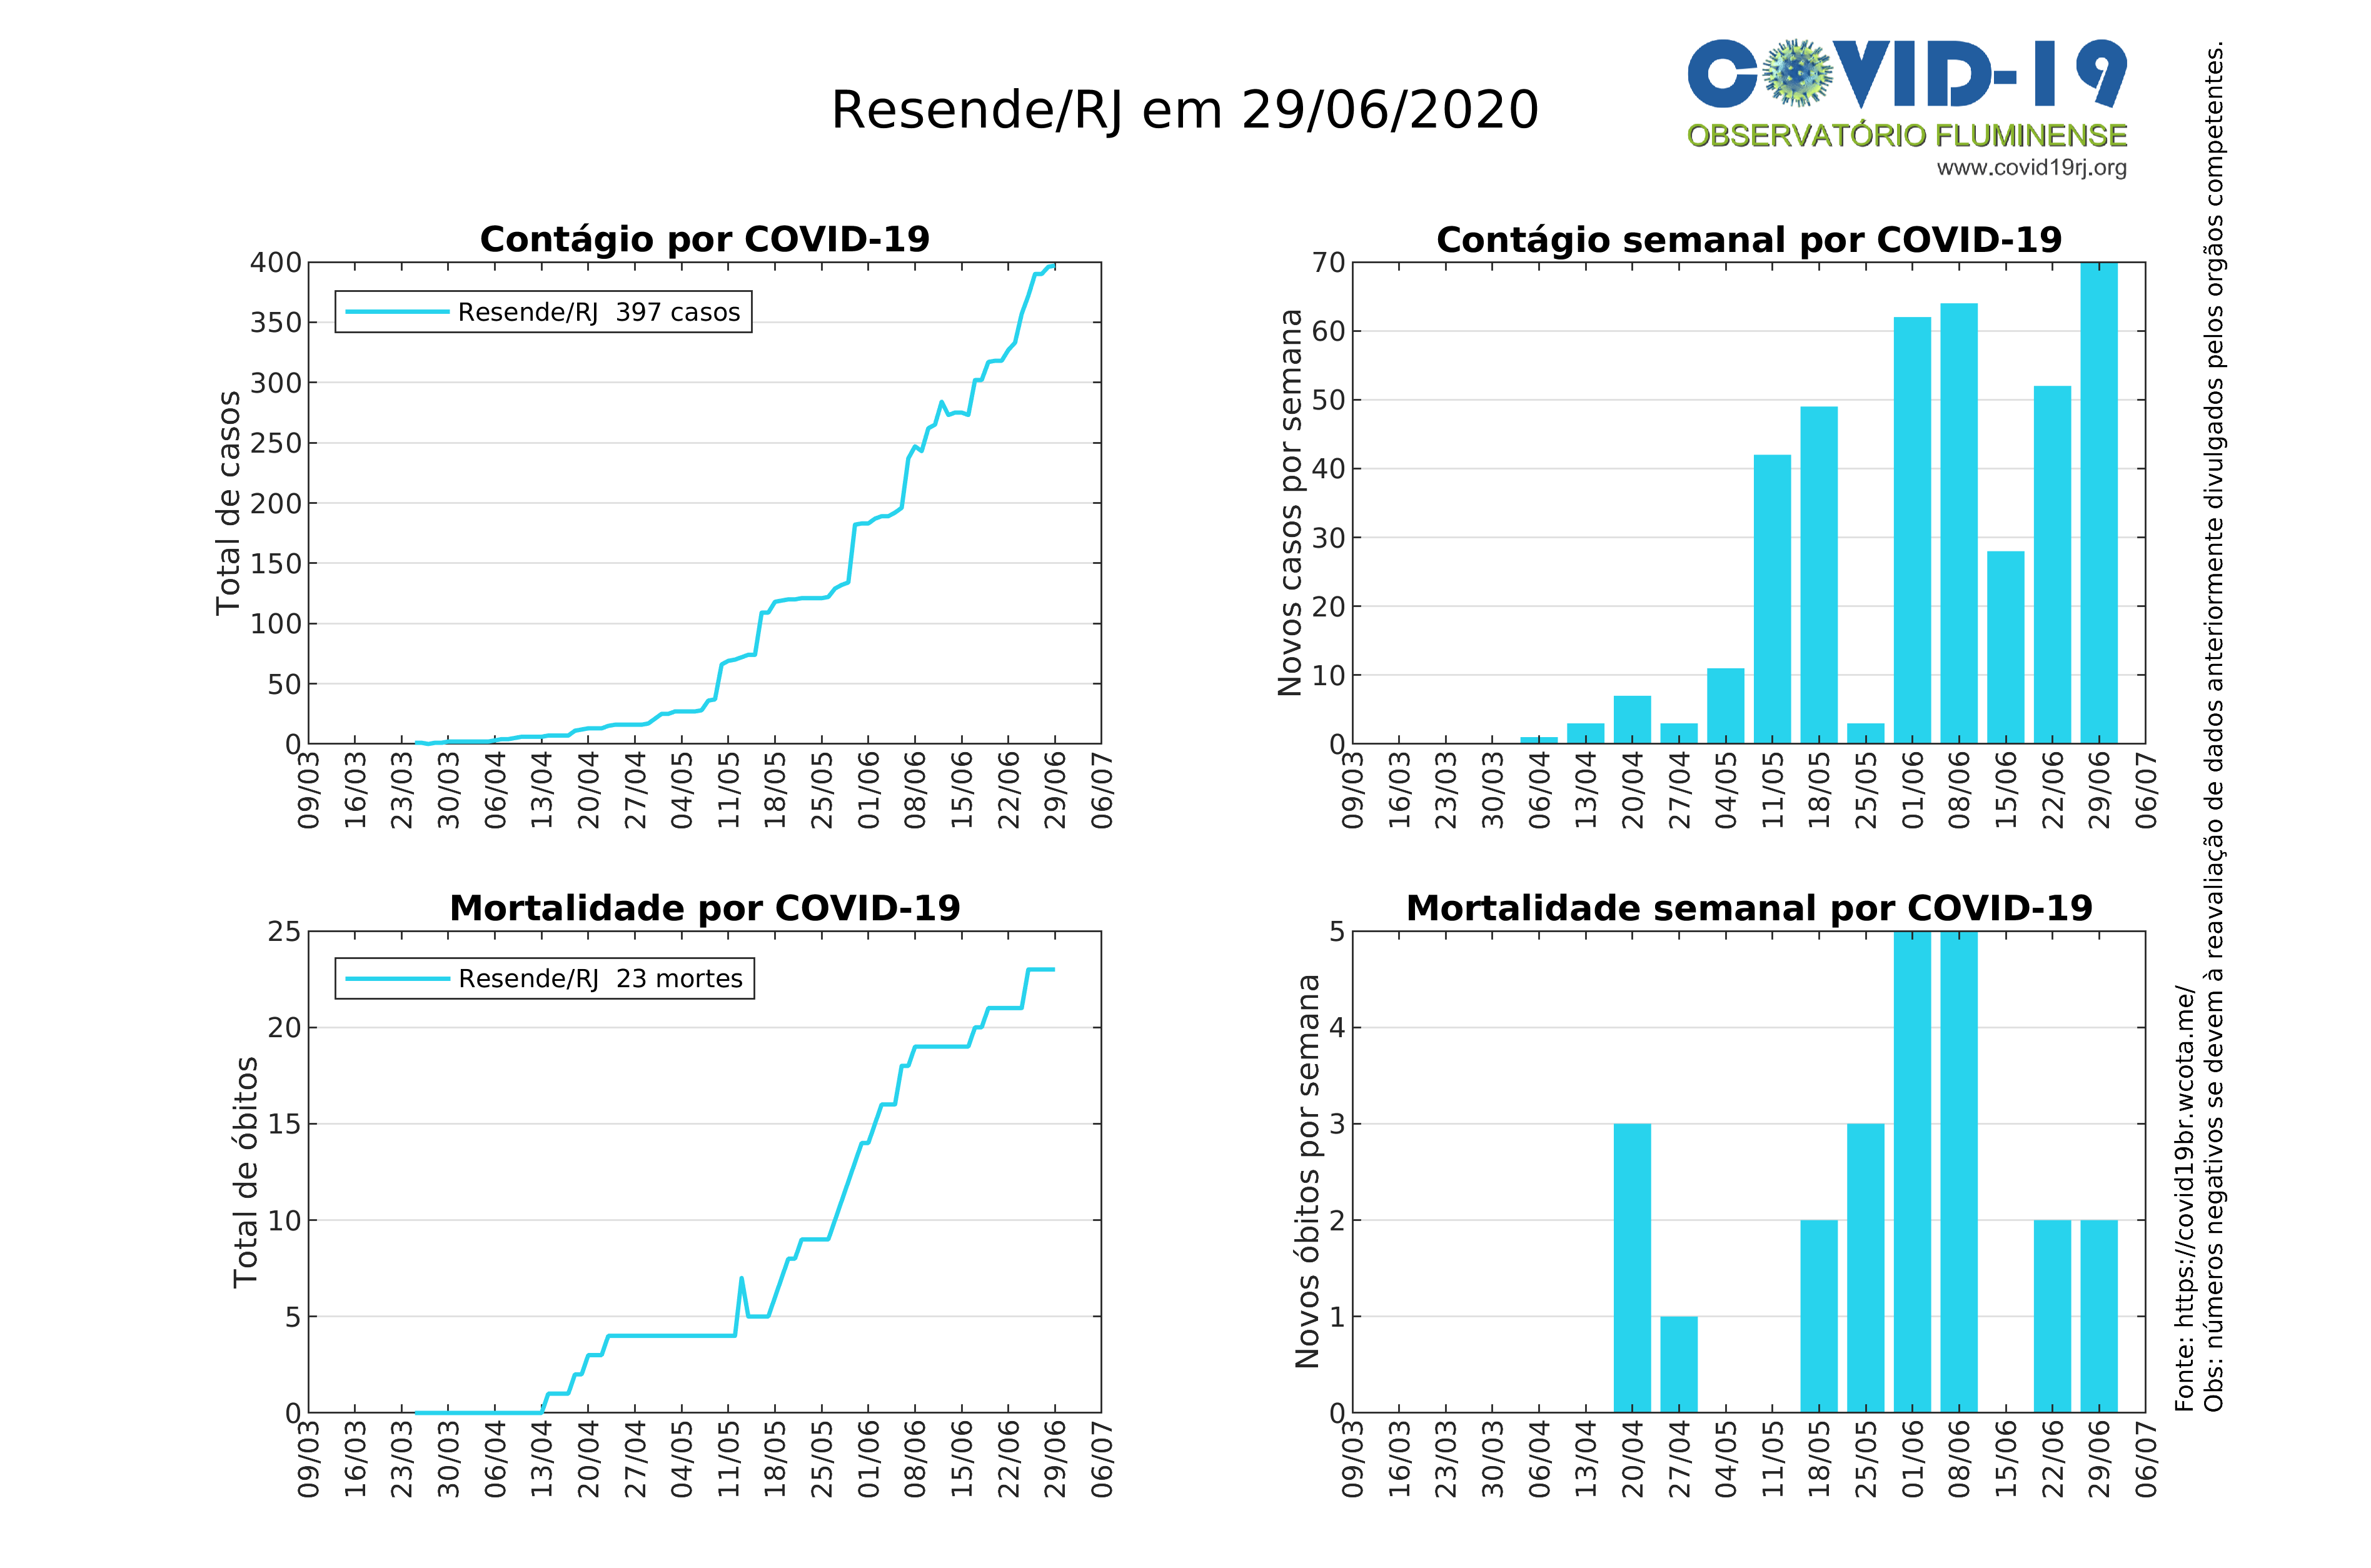 Resende/RJ em 29/06/2020
COVID-19
OBSERVATÓRIO FLUMINENSE
www.covid19rj.org
Contágio por COVID-19
Total de casos
400
350
300
250
200
150
100
50
0
Resende/RJ 397 casos
09/03 16/03 23/03 30/03 06/04 13/04 20/04 27/04 04/05 11/05 18/05 25/05 01/06 08/06 15/06 22/06 29/06 06/07
Contágio semanal por COVID-19
Novos casos por semana
70
60
50
40
30
20
10
0
09/03 16/03 23/03 30/03 06/04 13/04 20/04 27/04 04/05 11/05 18/05 25/05 01/06 08/06 15/06 22/06 29/06 06/07
Mortalidade por COVID-19
Total de óbitos
25
20
15
10
5
0
Resende/RJ 23 mortes
09/03 16/03 23/03 30/03 06/04 13/04 20/04 27/04 04/05 11/05 18/05 25/05 01/06 08/06 15/06 22/06 29/06 06/07
Mortalidade semanal por COVID-19
Novos óbitos por semana
5
4
3
2
1
0
09/03 16/03 23/03 30/03 06/04 13/04 20/04 27/04 04/05 11/05 18/05 25/05 01/06 08/06 15/06 22/06 29/06 06/07
Fonte: https://covid19br.wcota.me/
Obs: números negativos se devem à reavaliação de dados anteriormente divulgados pelos orgãos competentes.